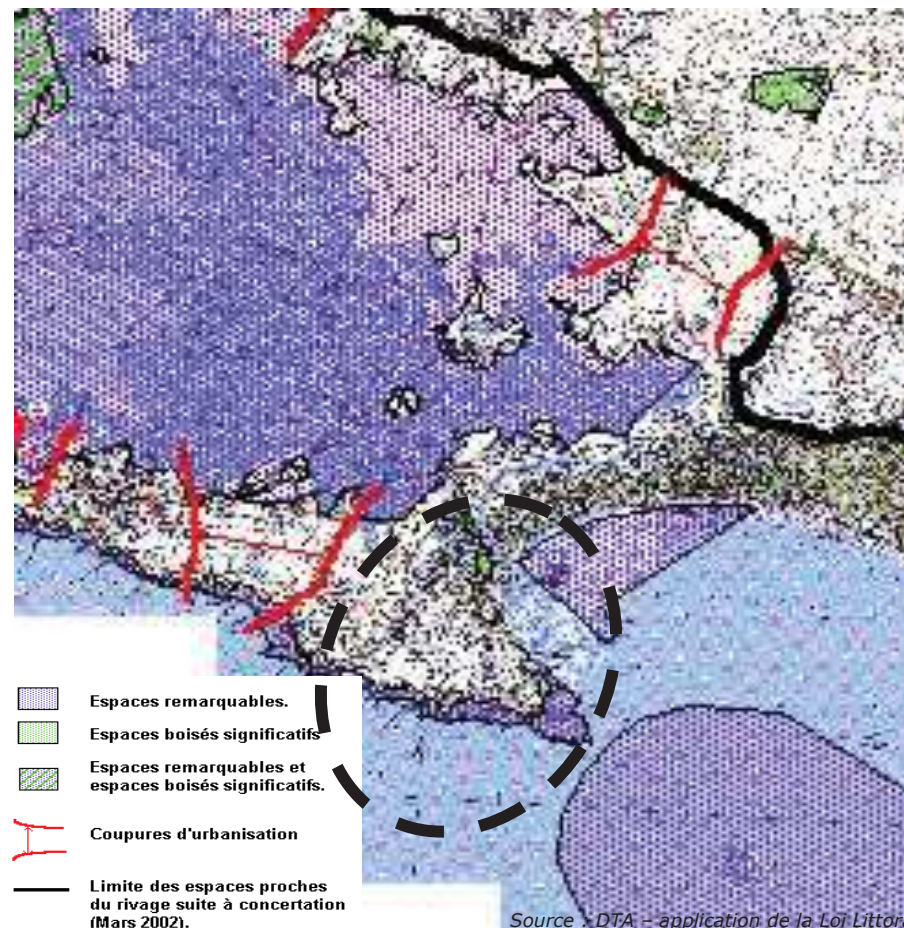 Espaces remarquables.
Espaces boisés significatifs
Espaces remarquables et
espaces boisés significatifs.
Coupures d'urbanisation
Limite des espaces proches
du rivage suite à concertation
(Mars 2002).
Source : DTA – application de la Loi Littor